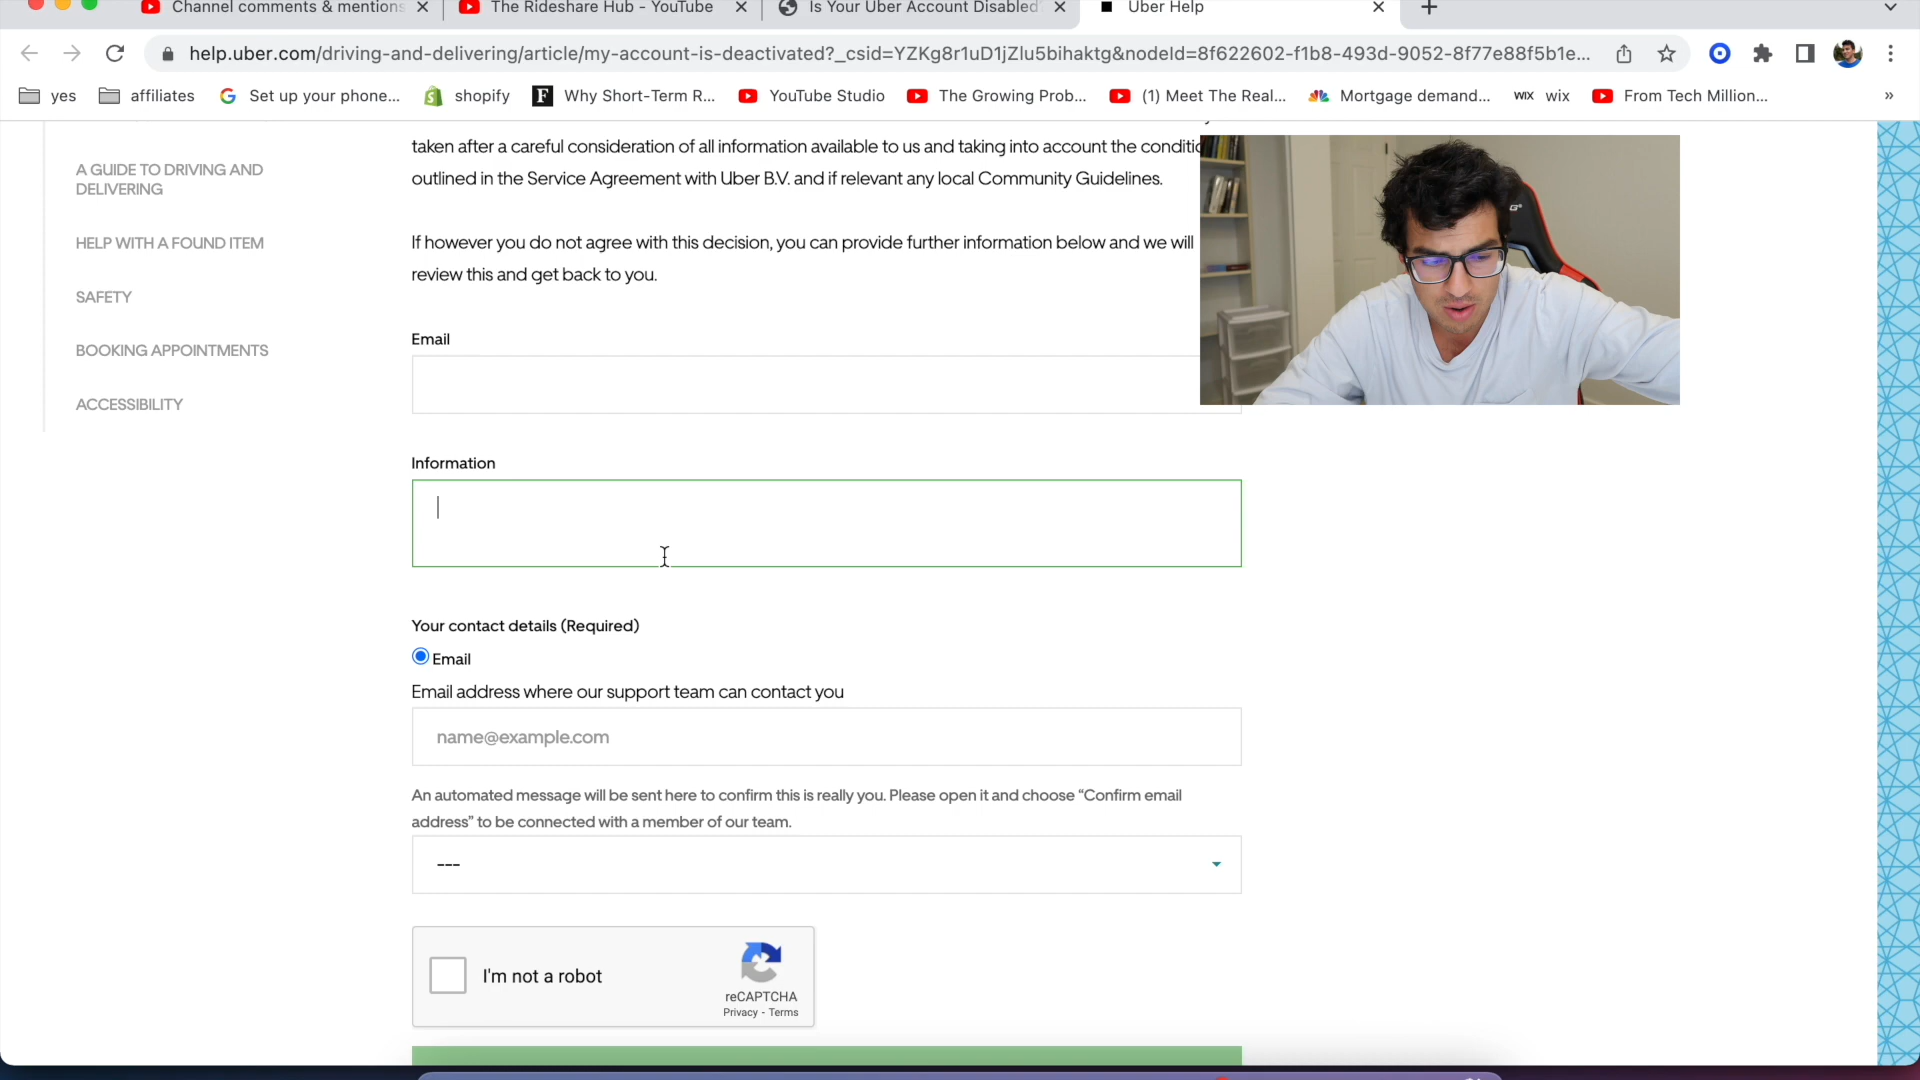 Channel comments & mentions
The Rideshare Hub - YouTube
Is Your Uber Account Disabled
Uber Help
help.uber.com/driving-and-delivering/article/my-account-is-deactivated?_csid=YZKg8r1uD1jZlu5bihaktg&nodeId=8f622602-f1b8-493d-9052-8f77e88f5b1e...
yes
affiliates
Set up your phone...
shopify
Why Short-Term R...
YouTube Studio
The Growing Prob...
(1) Meet The Real...
Mortgage demand...
wix
From Tech Million...
A GUIDE TO DRIVING AND
DELIVERING
HELP WITH A FOUND ITEM
SAFETY
BOOKING APPOINTMENTS
ACCESSIBILITY
taken after a careful consideration of all information available to us and taking into account the conditio
outlined in the Service Agreement with Uber B.V. and if relevant any local Community Guidelines.
If however you do not agree with this decision, you can provide further information below and we will
review this and get back to you.
Email
Information
Your contact details (Required)
Email
Email address where our support team can contact you
name@example.com
An automated message will be sent here to confirm this is really you. Please open it and choose “Confirm email
address” to be connected with a member of our team.
---
I'm not a robot
reCAPTCHA
Privacy - Terms